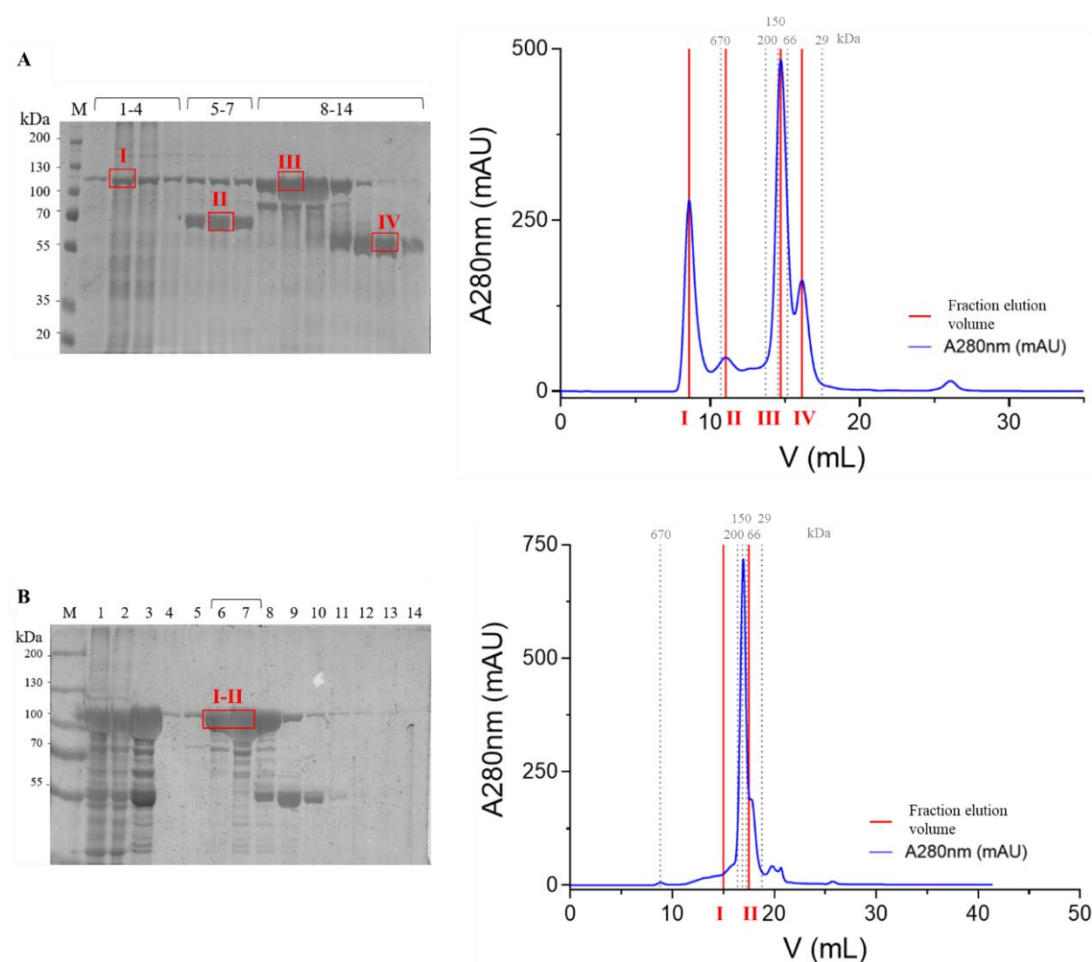 A
M 1-4 5-7 8-14
kDa
200
130
100
70
55
35
20
I
II
III
IV
150
670 200 66 29 kDa
500
250
0
A280nm (mAU)
Fraction elution
volume
A280nm (mAU)
0 10 20 30
I II III IV
V (mL)
B
M 1 2 3 4 5 6 7 8 9 10 11 12 13 14
kDa
200
130
100
70
55
I-II
150 29
670 200 66 kDa
750
500
250
0
A280nm (mAU)
Fraction elution
volume
A280nm (mAU)
0 10 20 30 40 50
I II
V (mL)